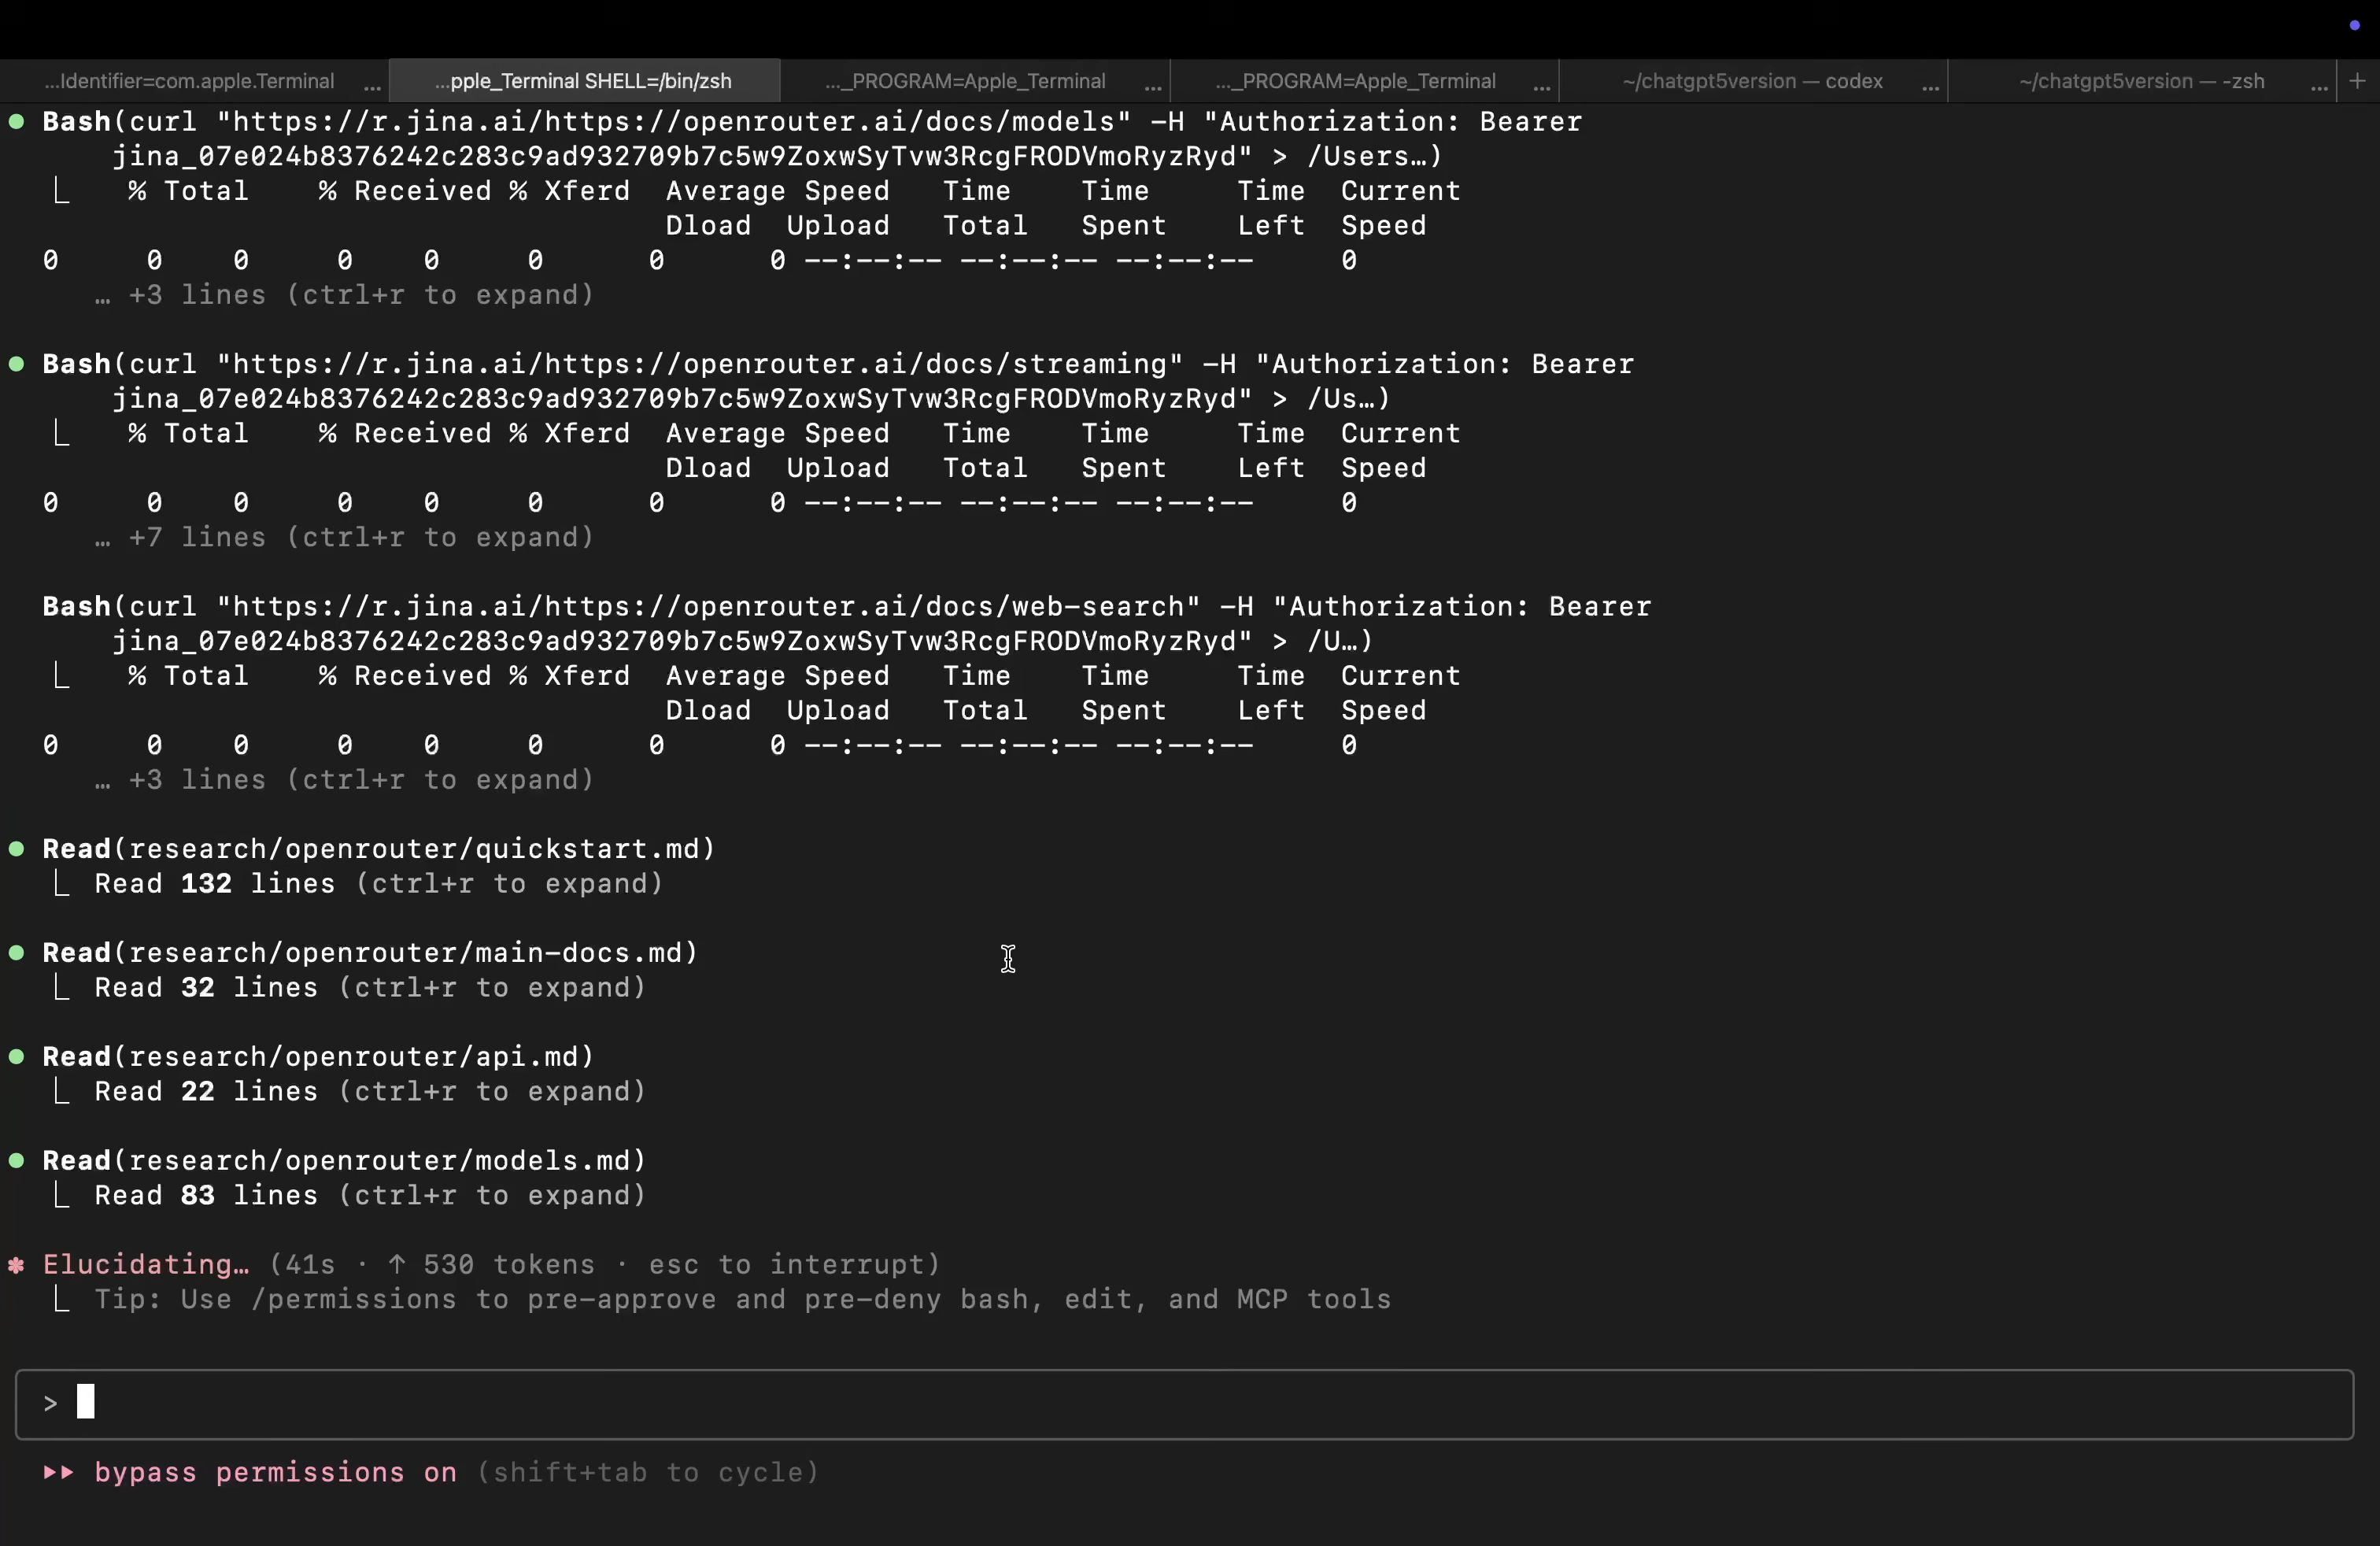 ...Identifier=com.apple.Terminal ... ...pple_Terminal SHELL=/bin/zsh ..._PROGRAM=Apple_Terminal ... ..._PROGRAM=Apple_Terminal ... ~/chatgpt5version — codex ... ~/chatgpt5version — -zsh ... +
Bash(curl "https://r.jina.ai/https://openrouter.ai/docs/models" -H "Authorization: Bearer
jina_07e024b8376242c283c9ad932709b7c5w9ZoxwSyTvw3RcgFRODVmoRyzRyd" > /Users…)
% Total % Received % Xferd Average Speed Time Time Time Current
Dload Upload Total Spent Left Speed
0 0 0 0 0 0 0 0 --:--:-- --:--:-- --:--:-- 0
… +3 lines (ctrl+r to expand)
Bash(curl "https://r.jina.ai/https://openrouter.ai/docs/streaming" -H "Authorization: Bearer
jina_07e024b8376242c283c9ad932709b7c5w9ZoxwSyTvw3RcgFRODVmoRyzRyd" > /Us…)
% Total % Received % Xferd Average Speed Time Time Time Current
Dload Upload Total Spent Left Speed
0 0 0 0 0 0 0 0 --:--:-- --:--:-- --:--:-- 0
… +7 lines (ctrl+r to expand)
Bash(curl "https://r.jina.ai/https://openrouter.ai/docs/web-search" -H "Authorization: Bearer
jina_07e024b8376242c283c9ad932709b7c5w9ZoxwSyTvw3RcgFRODVmoRyzRyd" > /U…)
% Total % Received % Xferd Average Speed Time Time Time Current
Dload Upload Total Spent Left Speed
0 0 0 0 0 0 0 0 --:--:-- --:--:-- --:--:-- 0
… +3 lines (ctrl+r to expand)
Read(research/openrouter/quickstart.md)
Read 132 lines (ctrl+r to expand)
Read(research/openrouter/main-docs.md)
Read 32 lines (ctrl+r to expand)
Read(research/openrouter/api.md)
Read 22 lines (ctrl+r to expand)
Read(research/openrouter/models.md)
Read 83 lines (ctrl+r to expand)
✽ Elucidating… (41s · ↑ 530 tokens · esc to interrupt)
Tip: Use /permissions to pre-approve and pre-deny bash, edit, and MCP tools
>
⏵⏵ bypass permissions on (shift+tab to cycle)